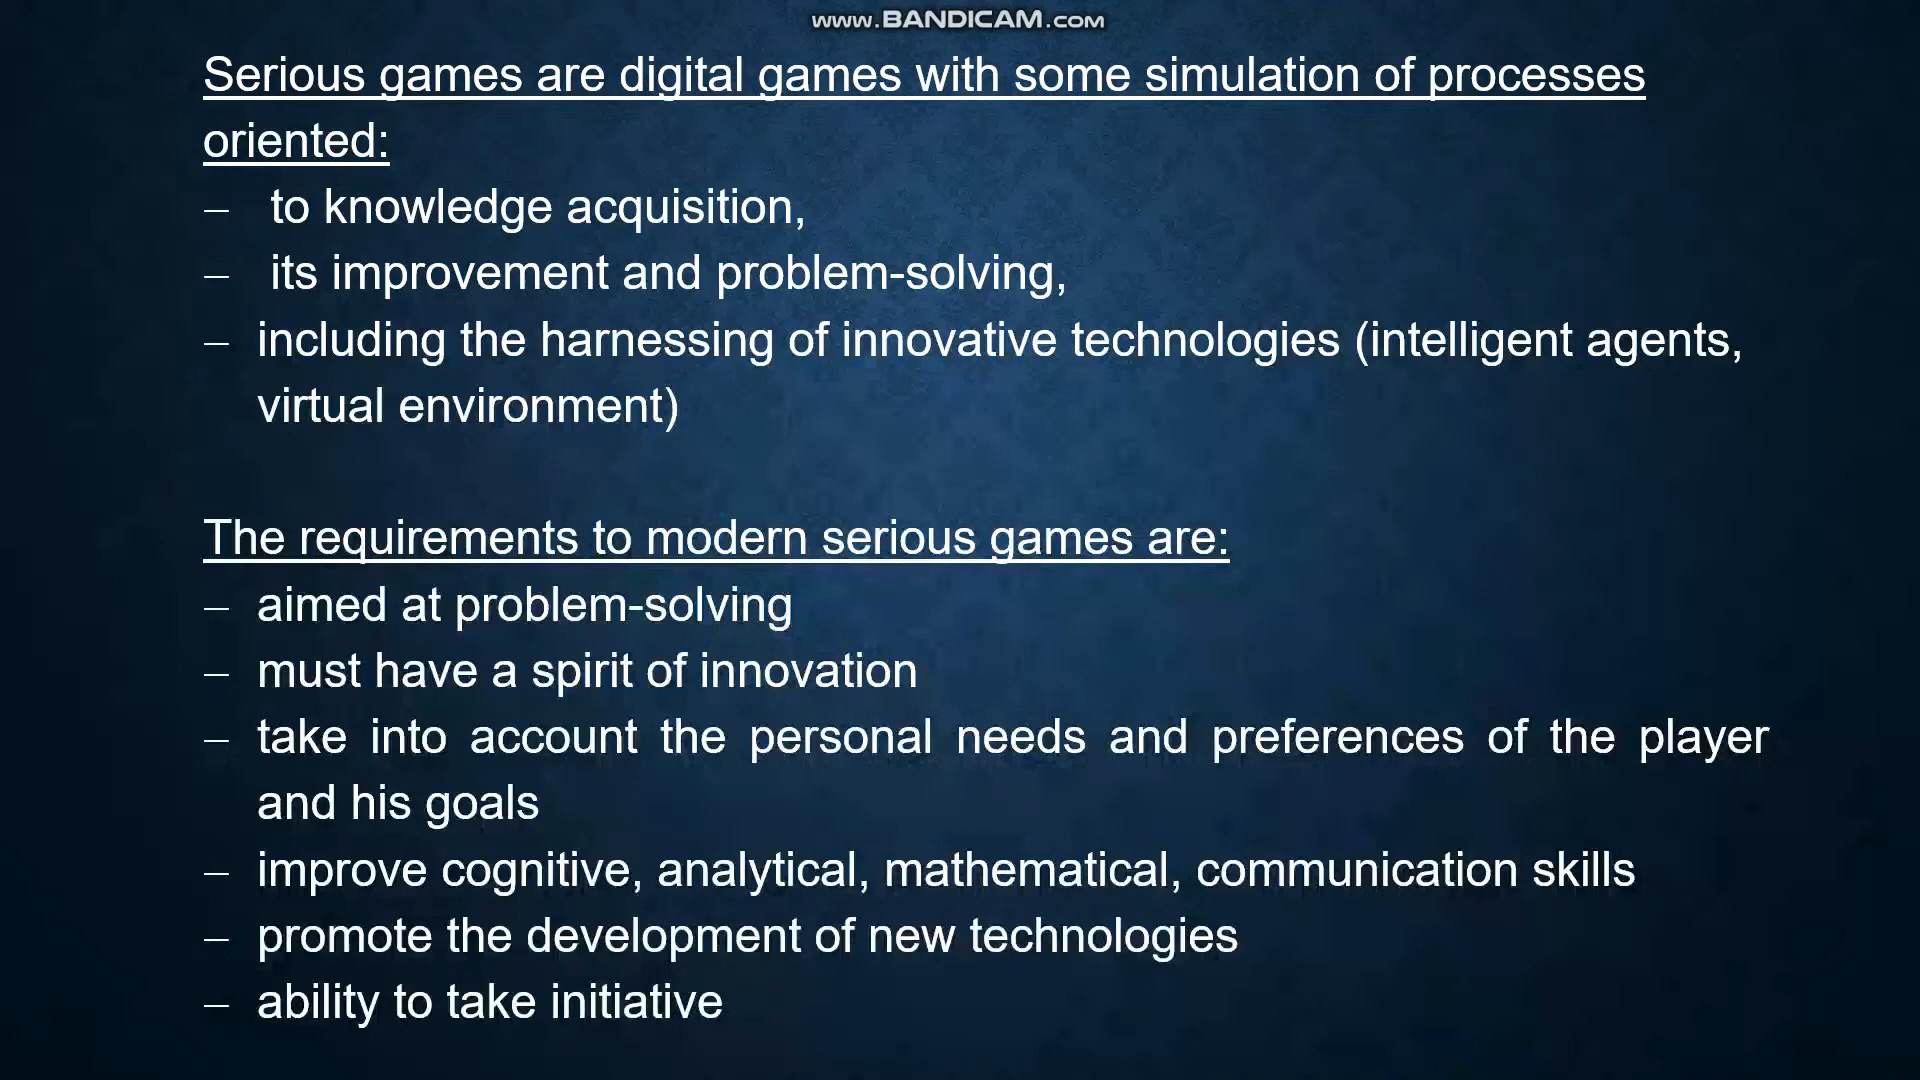 www.BANDICAM.com
Serious games are digital games with some simulation of processes
oriented:
– to knowledge acquisition,
– its improvement and problem-solving,
– including the harnessing of innovative technologies (intelligent agents,
virtual environment)
The requirements to modern serious games are:
– aimed at problem-solving
– must have a spirit of innovation
– take into account the personal needs and preferences of the player
and his goals
– improve cognitive, analytical, mathematical, communication skills
– promote the development of new technologies
– ability to take initiative